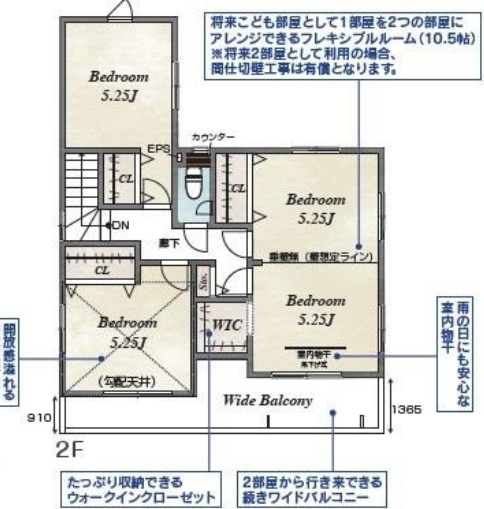 将来こども部屋として1部屋を2つの部屋に
アレンジできるフレキシブルルーム(10.5帖)
※将来2部屋として利用の場合、
間仕切壁工事は有償となります。
Bedroom
5.25J
カウンター
EPS
CL
CL
Bedroom
5.25J
DN
廊下
垂壁無(壁想定ライン)
CL
Sto.
Bedroom
5.25J
(勾配天井)
WIC
Bedroom
5.25J
室内物干
吊下げ式
雨の日にも安心な
室内物干
開放感溢れる
Wide Balcony
910
1365
2F
たっぷり収納できる
ウォークインクローゼット
2部屋から行き来できる
続きワイドバルコニー